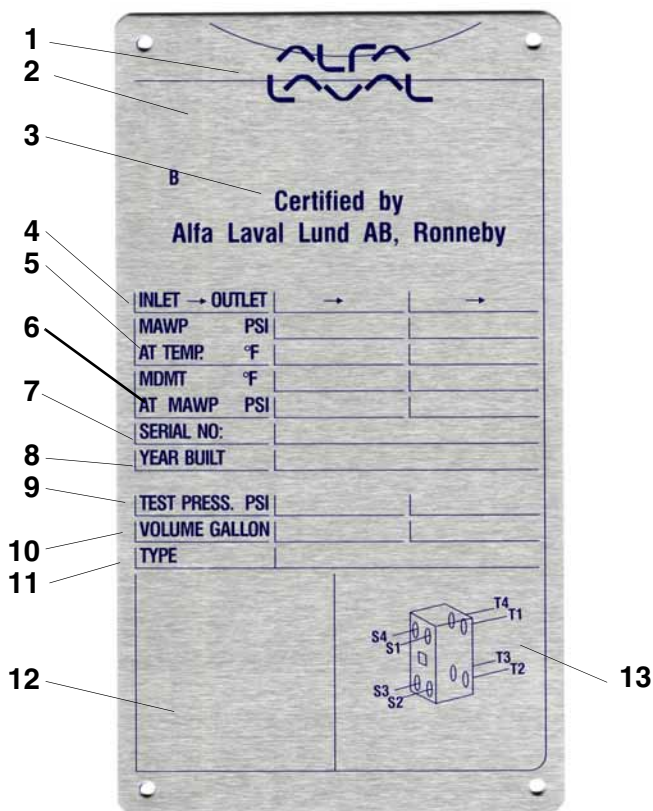 1
2
3
4
5
6
7
8
9
10
11
12
13
ALFA
LAVAL
B
Certified by
Alfa Laval Lund AB, Ronneby
INLET → OUTLET → →
MAWP PSI
AT TEMP. °F
MDMT °F
AT MAWP PSI
SERIAL NO:
YEAR BUILT
TEST PRESS. PSI
VOLUME GALLON
TYPE
T4
T1
S4
S1
T3
T2
S3
S2